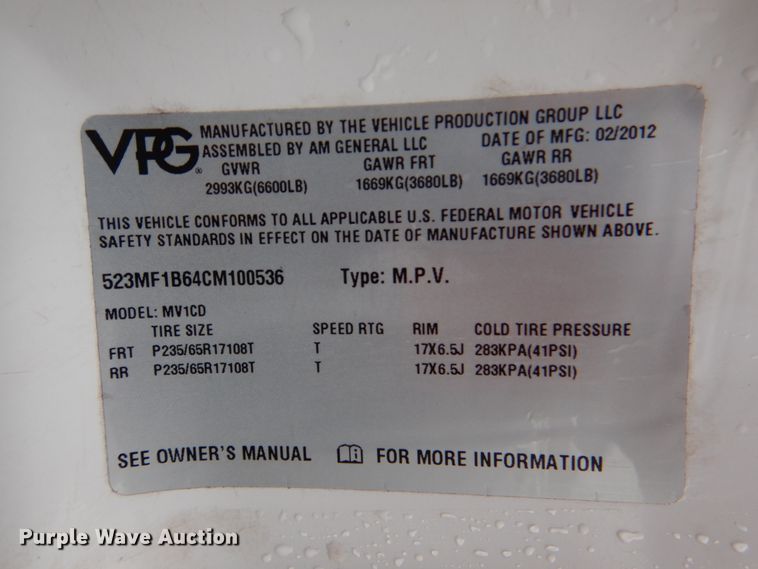 VPG® MANUFACTURED BY THE VEHICLE PRODUCTION GROUP LLC
ASSEMBLED BY AM GENERAL LLC DATE OF MFG: 02/2012
GVWR GAWR FRT GAWR RR
2993KG(6600LB) 1669KG(3680LB) 1669KG(3680LB)
THIS VEHICLE CONFORMS TO ALL APPLICABLE U.S. FEDERAL MOTOR VEHICLE
SAFETY STANDARDS IN EFFECT ON THE DATE OF MANUFACTURE SHOWN ABOVE.
523MF1B64CM100536 Type: M.P.V.
MODEL: MV1CD
TIRE SIZE SPEED RTG RIM COLD TIRE PRESSURE
FRT P235/65R17108T T 17X6.5J 283KPA(41PSI)
RR P235/65R17108T T 17X6.5J 283KPA(41PSI)
SEE OWNER'S MANUAL i FOR MORE INFORMATION
Purple Wave Auction